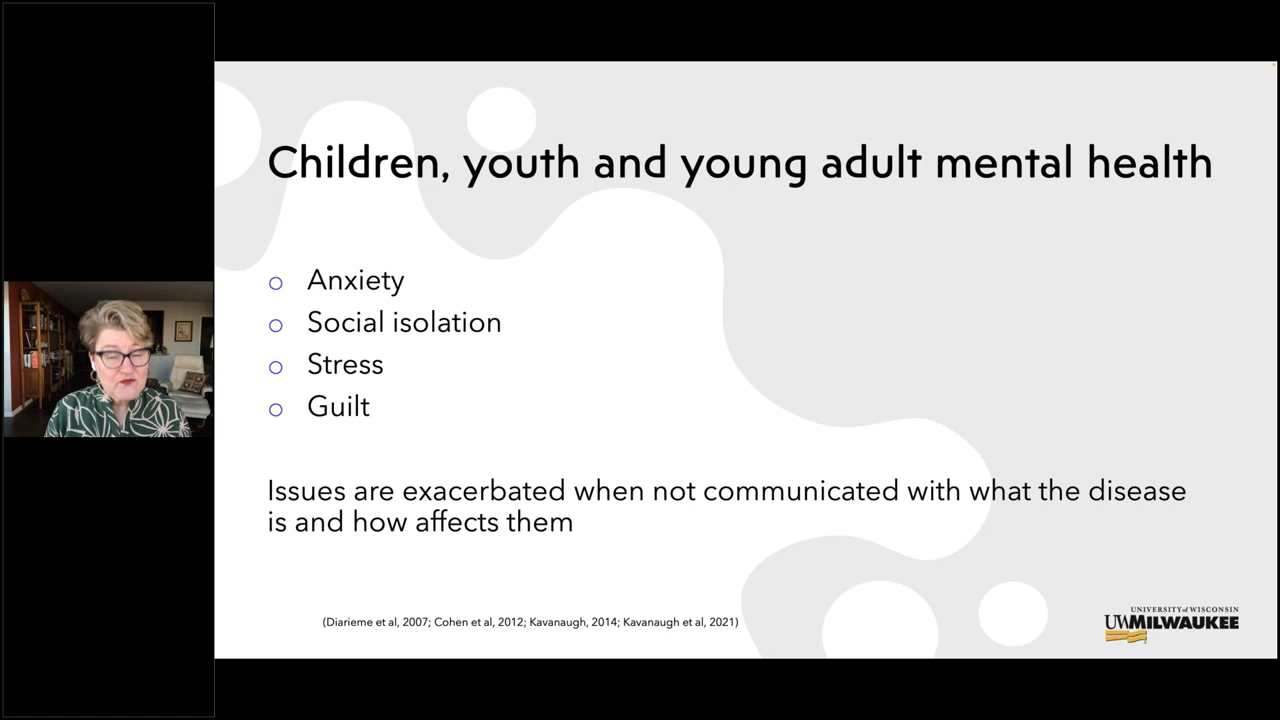 Children, youth and young adult mental health
Anxiety
Social isolation
Stress
Guilt
Issues are exacerbated when not communicated with what the disease
is and how affects them
(Diarieme et al, 2007; Cohen et al, 2012; Kavanaugh, 2014; Kavanaugh et al, 2021)
UNIVERSITY of WISCONSIN
UWMILWAUKEE